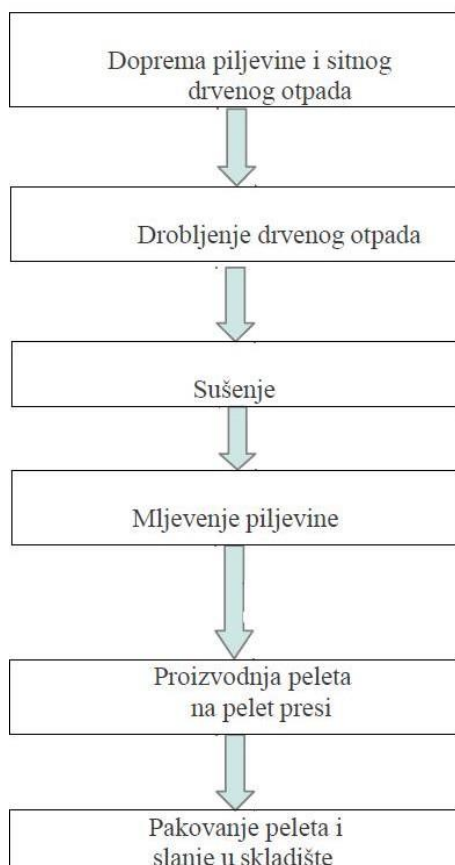 Doprema piljevine i sitnog
drvenog otpada
Drobljenje drvenog otpada
Sušenje
Mljevenje piljevine
Proizvodnja peleta
na pelet presi
Pakovanje peleta i
slanje u skladište